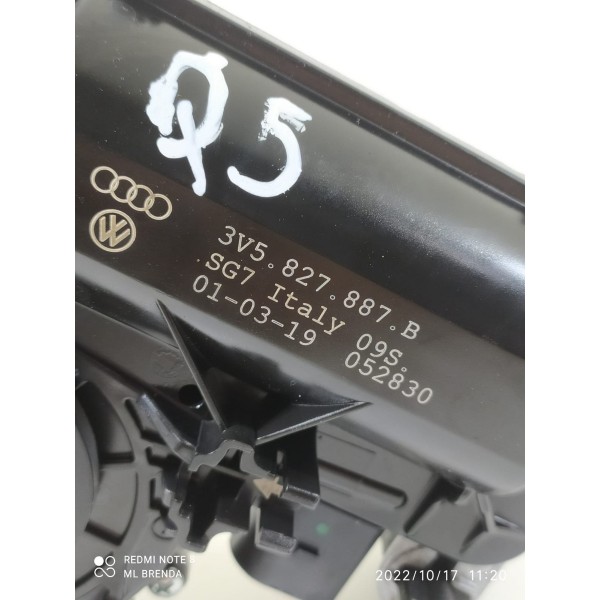 Q5
3V5.827.887.B
.SG7 Italy 09S.
01-03-19 052830
REDMI NOTE 8
ML BRENDA
2022/10/17 11:20